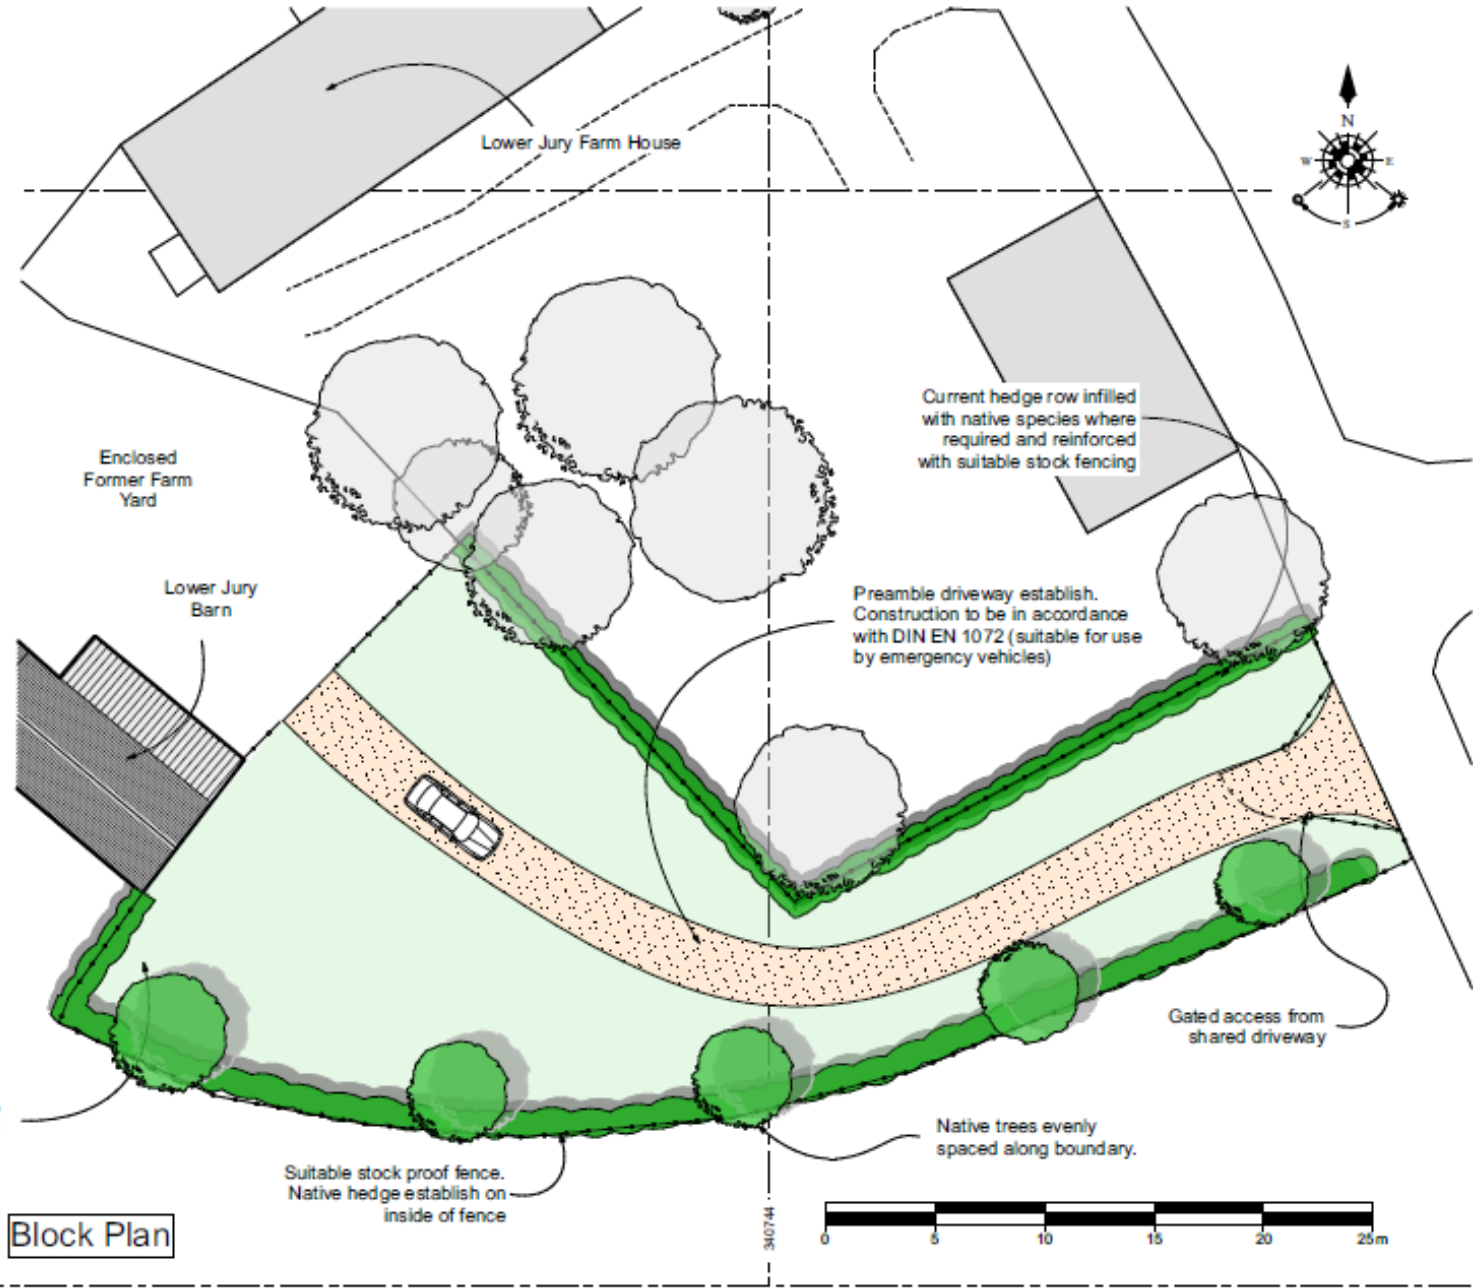 Lower Jury Farm House
N
W
E
S
Current hedge row infilled
with native species where
required and reinforced
with suitable stock fencing
Enclosed
Former Farm
Yard
Lower Jury
Barn
Preamble driveway establish.
Construction to be in accordance
with DIN EN 1072 (suitable for use
by emergency vehicles)
Gated access from
shared driveway
Native trees evenly
spaced along boundary.
Suitable stock proof fence.
Native hedge establish on
inside of fence
Block Plan
340744
0 5 10 15 20 25m